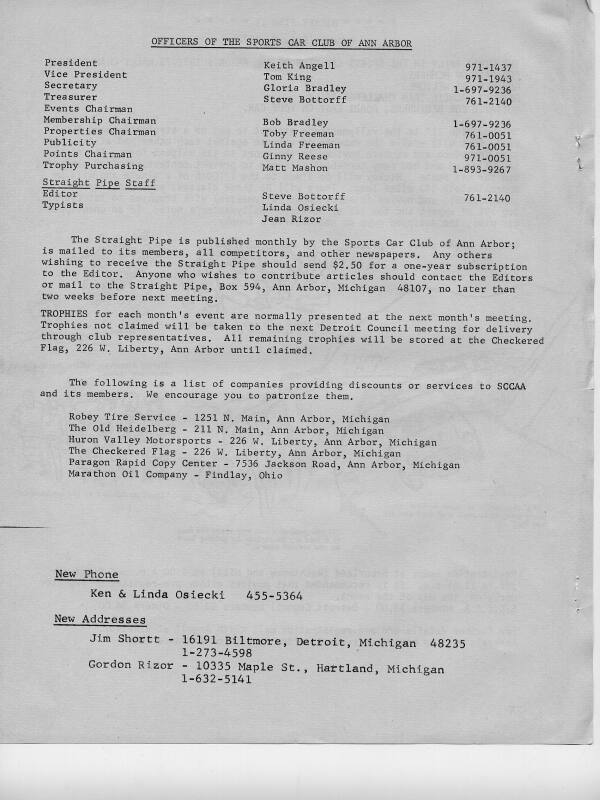 OFFICERS OF THE SPORTS CAR CLUB OF ANN ARBOR
President Keith Angell 971-1437
Vice President Tom King 971-1943
Secretary Gloria Bradley 1-697-9236
Treasurer Steve Bottorff 761-2140
Events Chairman
Membership Chairman Bob Bradley 1-697-9236
Properties Chairman Toby Freeman 761-0051
Publicity Linda Freeman 761-0051
Points Chairman Ginny Reese 971-0051
Trophy Purchasing Matt Mashon 1-893-9267
Straight Pipe Staff
Editor Steve Bottorff 761-2140
Typists Linda Osiecki
Jean Rizor
The Straight Pipe is published monthly by the Sports Car Club of Ann Arbor;
is mailed to its members, all competitors, and other newspapers. Any others
wishing to receive the Straight Pipe should send $2.50 for a one-year subscription
to the Editor. Anyone who wishes to contribute articles should contact the Editors
or mail to the Straight Pipe, Box 594, Ann Arbor, Michigan 48107, no later than
two weeks before next meeting.
TROPHIES for each month's event are normally presented at the next month's meeting.
Trophies not claimed will be taken to the next Detroit Council meeting for delivery
through club representatives. All remaining trophies will be stored at the Checkered
Flag, 226 W. Liberty, Ann Arbor until claimed.
The following is a list of companies providing discounts or services to SCCAA
and its members. We encourage you to patronize them.
Robey Tire Service - 1251 N. Main, Ann Arbor, Michigan
The Old Heidelberg - 211 N. Main, Ann Arbor, Michigan
Huron Valley Motorsports - 226 W. Liberty, Ann Arbor, Michigan
The Checkered Flag - 226 W. Liberty, Ann Arbor, Michigan
Paragon Rapid Copy Center - 7536 Jackson Road, Ann Arbor, Michigan
Marathon Oil Company - Findlay, Ohio
New Phone
Ken & Linda Osiecki 455-5364
New Addresses
Jim Shortt - 16191 Biltmore, Detroit, Michigan 48235
1-273-4598
Gordon Rizor - 10335 Maple St., Hartland, Michigan
1-632-5141